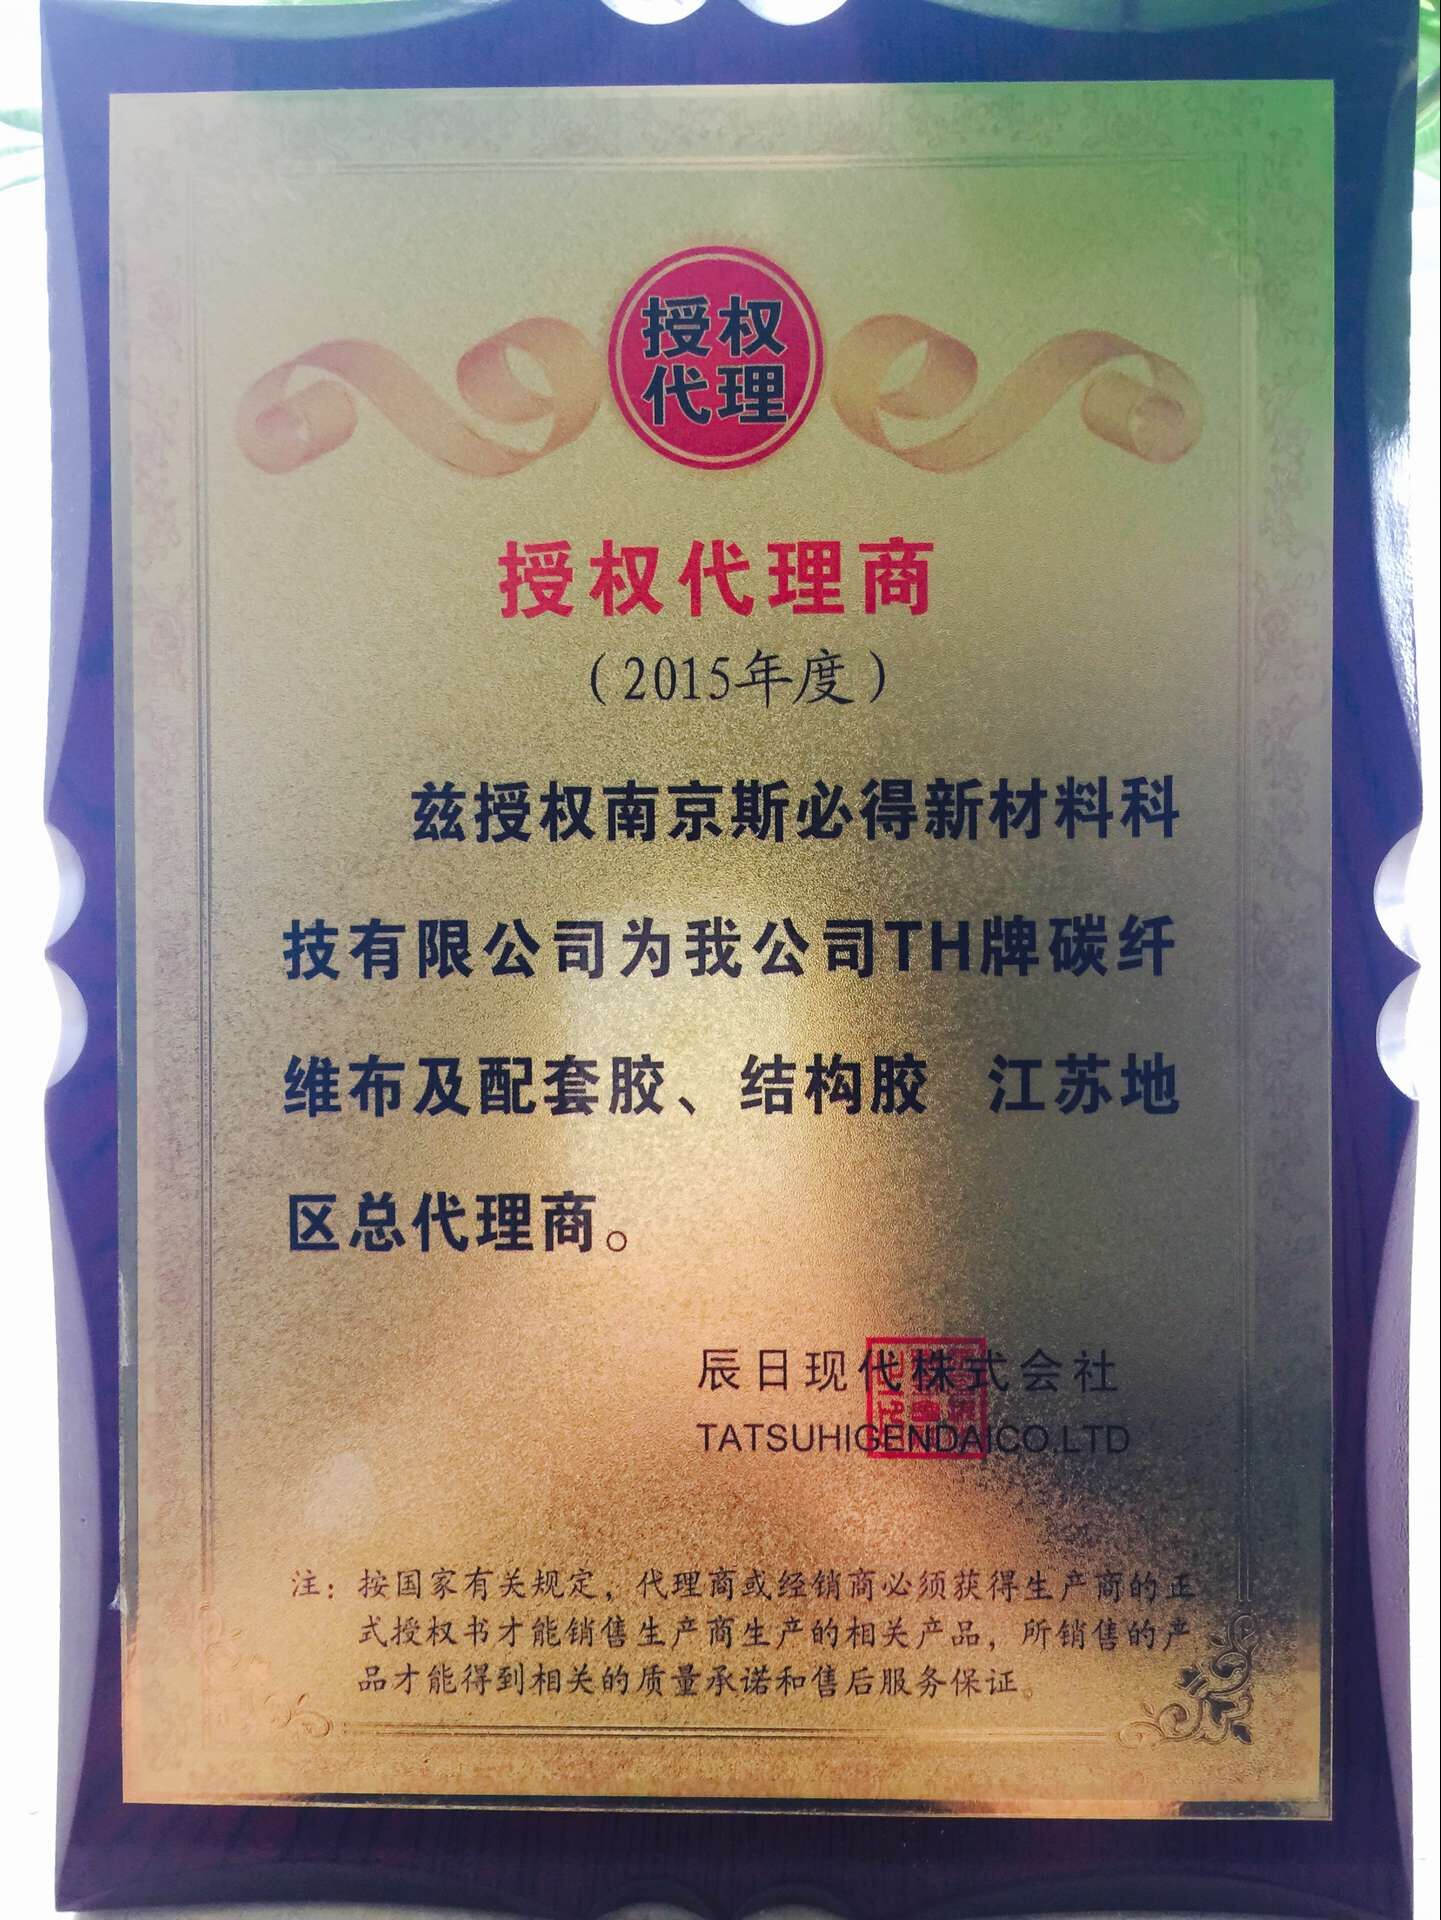 授权
代理
授权代理商
（2015年度）
兹授权南京斯必得新材料科
技有限公司为我公司TH牌碳纤
维布及配套胶、结构胶 江苏地
区总代理商。
辰日现代株式会社
TATSUHIGENDAICO.LTD
注：按国家有关规定，代理商或经销商必须获得生产商的正
式授权书才能销售生产商生产的相关产品，所销售的产
品才能得到相关的质量承诺和售后服务保证。